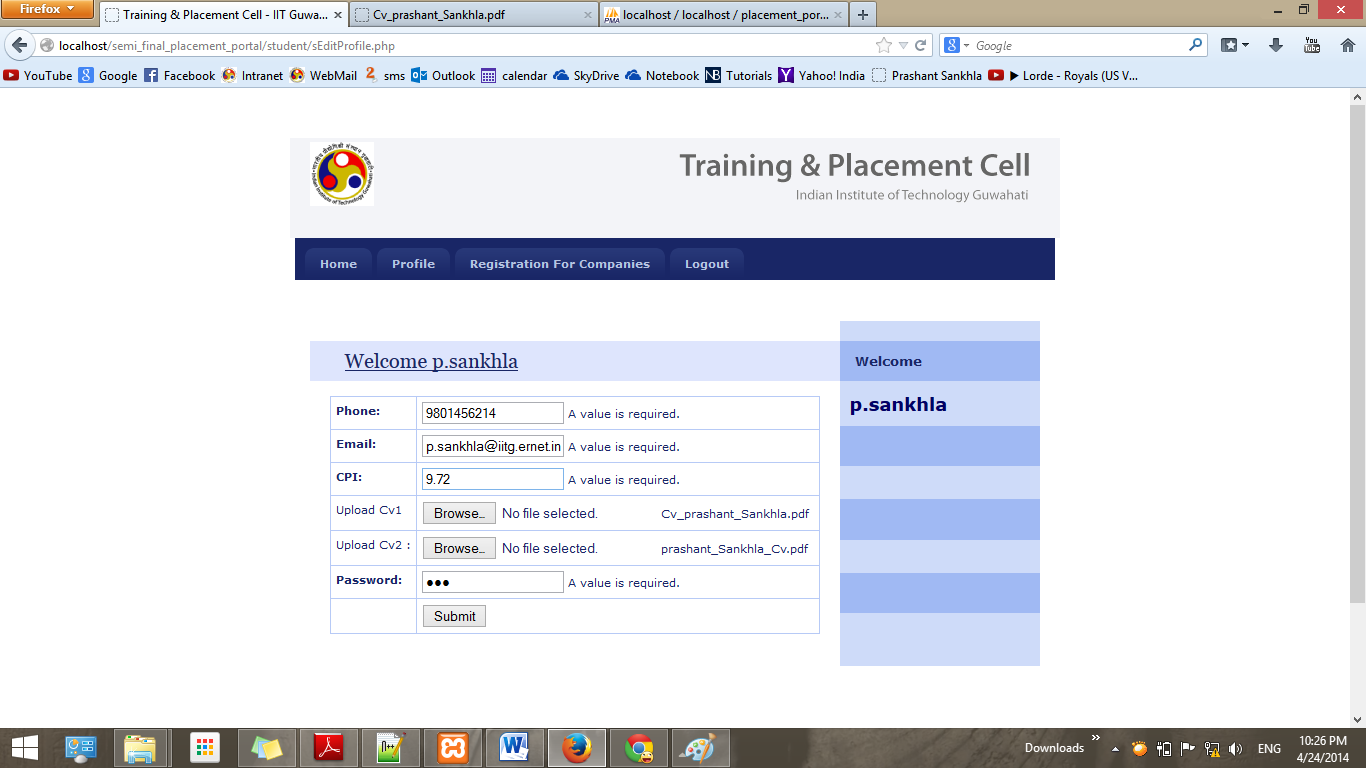 Firefox
Training & Placement Cell - IIT Guwa...
Cv_prashant_Sankhla.pdf
localhost / localhost / placement_por...
localhost/semi_final_placement_portal/student/sEditProfile.php
Google
YouTube Google Facebook Intranet WebMail sms Outlook calendar SkyDrive Notebook Tutorials Yahoo! India Prashant Sankhla ▶ Lorde - Royals (US V...
Training & Placement Cell
Indian Institute of Technology Guwahati
Home Profile Registration For Companies Logout
Welcome p.sankhla
Welcome
p.sankhla
Phone: 9801456214 A value is required.
Email: p.sankhla@iitg.ernet.in A value is required.
CPI: 9.72 A value is required.
Upload Cv1 Browse... No file selected. Cv_prashant_Sankhla.pdf
Upload Cv2 : Browse... No file selected. prashant_Sankhla_Cv.pdf
Password: ●●● A value is required.
Submit
Downloads » ENG 10:26 PM
4/24/2014